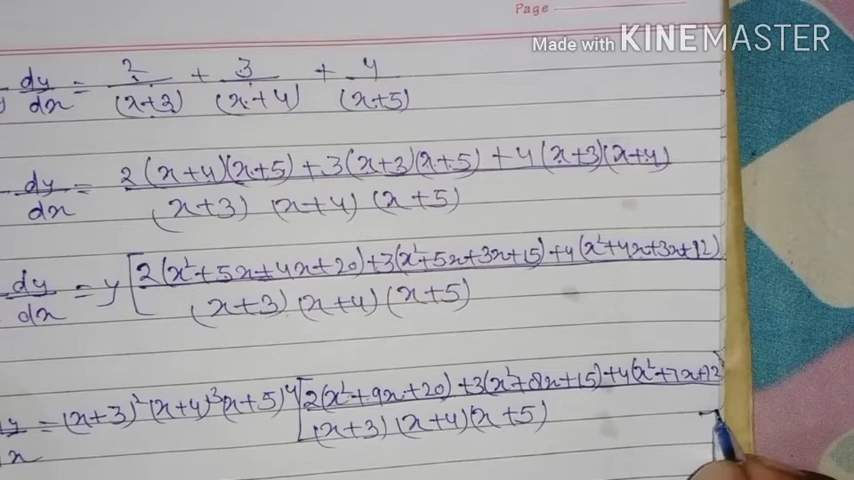 Page
Made with KINEMASTER
dy/dx = 2/(x+3) + 3/(x+4) + 4/(x+5)
dy/dx = 2(x+4)(x+5) + 3(x+3)(x+5) + 4(x+3)(x+4)
(x+3) (x+4) (x+5)
dy/dx = y [2(x²+5x+4x+20)+3(x²+5x+3x+15)+4(x²+4x+3x+12)
(x+3) (x+4) (x+5)
dy/dx = (x+3)²(x+4)³(x+5)⁴[2(x²+9x+20)+3(x²+8x+15)+4(x²+7x+12
(x+3) (x+4)(x+5)